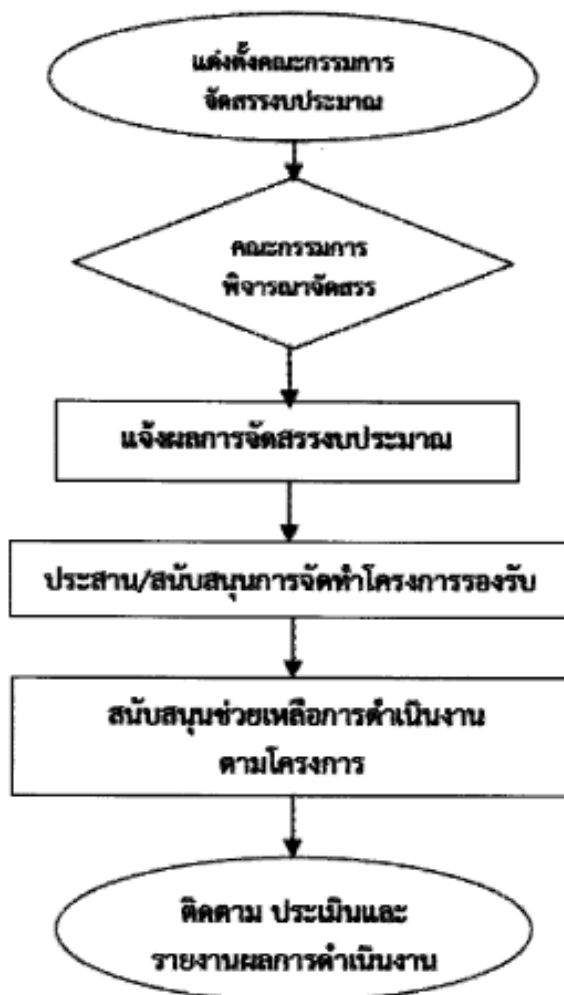 แต่งตั้งคณะกรรมการ
จัดสรรงบประมาณ
คณะกรรมการ
พิจารณาจัดสรร
แจ้งผลการจัดสรรงบประมาณ
ประสาน/สนับสนุนการจัดทำโครงการรองรับ
สนับสนุนช่วยเหลือการดำเนินงาน
ตามโครงการ
ติดตาม ประเมินและ
รายงานผลการดำเนินงาน